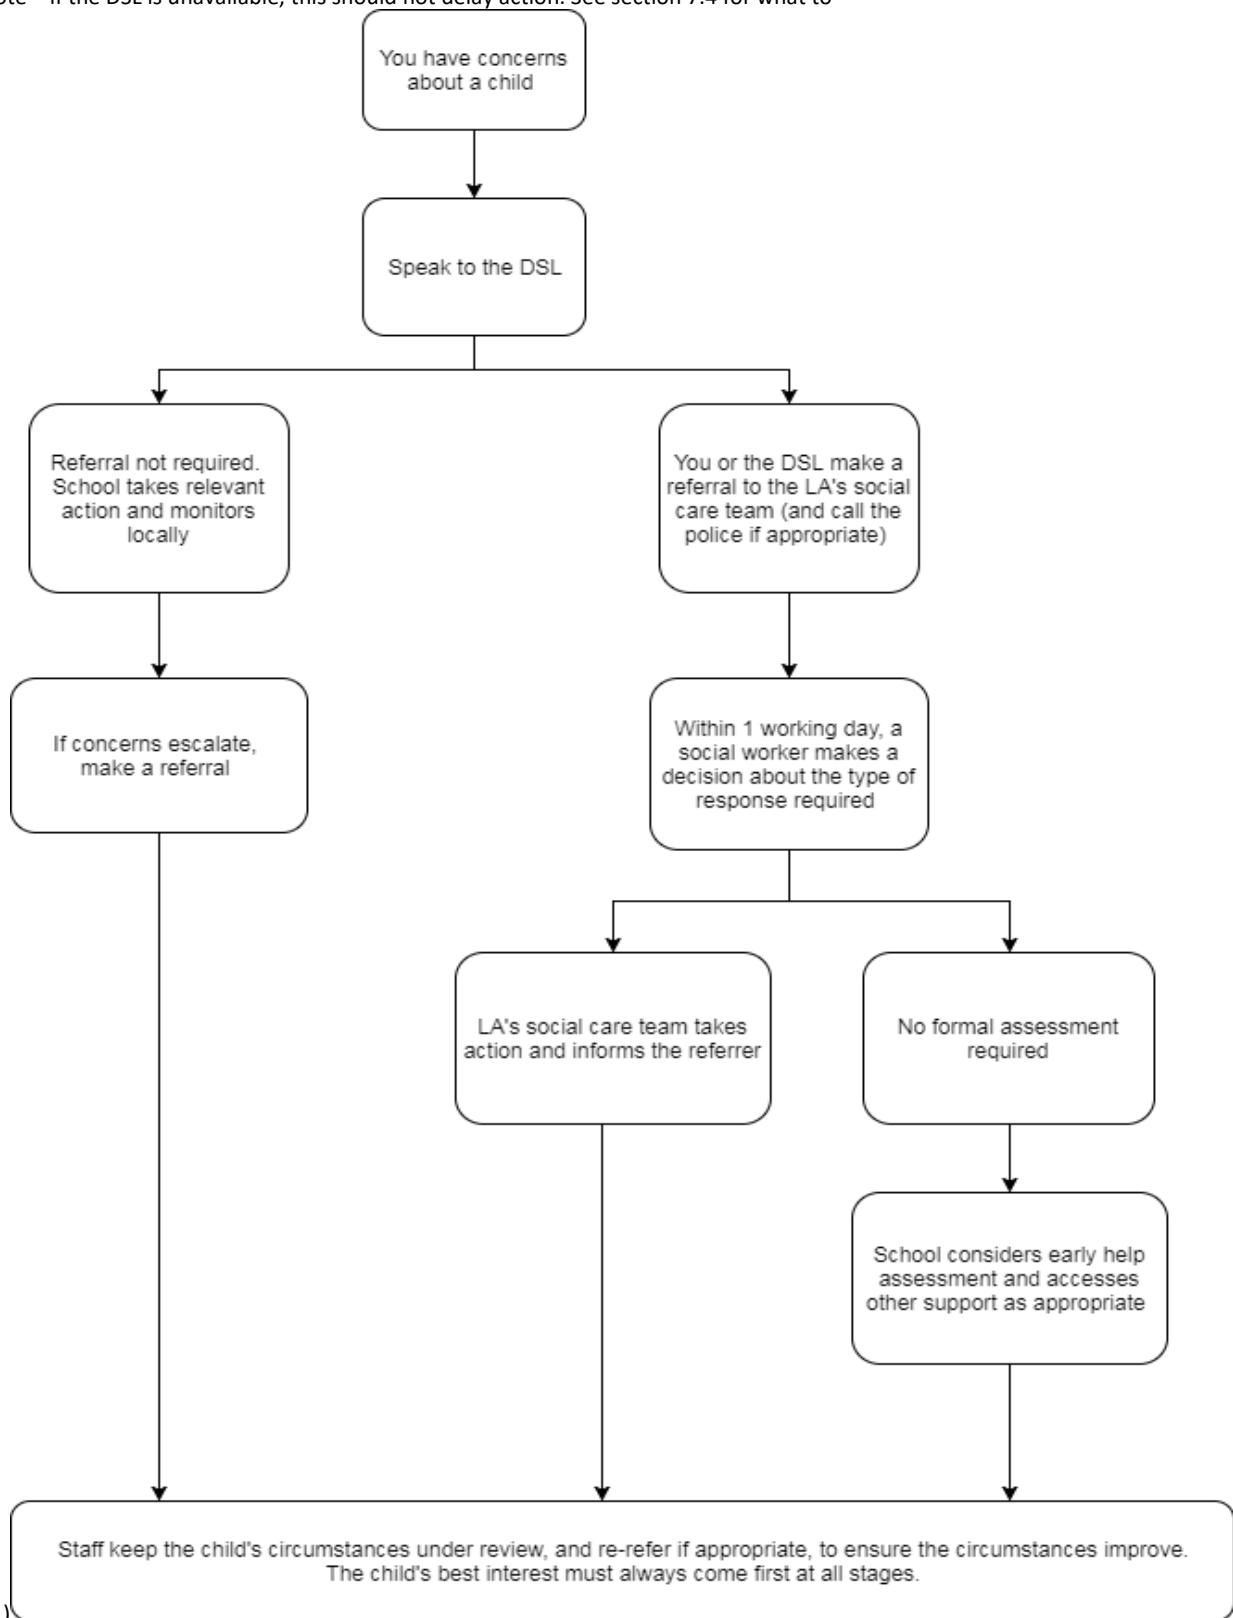 if the DSL is unavailable, this should not delay action. See section 7.4 for what to
You have concerns
about a child
Speak to the DSL
Referral not required.
School takes relevant
action and monitors
locally
You or the DSL make a
referral to the LA's social
care team (and call the
police if appropriate)
If concerns escalate,
make a referral
Within 1 working day, a
social worker makes a
decision about the type of
response required
LA's social care team takes
action and informs the referrer
No formal assessment
required
School considers early help
assessment and accesses
other support as appropriate
Staff keep the child's circumstances under review, and re-refer if appropriate, to ensure the circumstances improve.
The child's best interest must always come first at all stages.
)